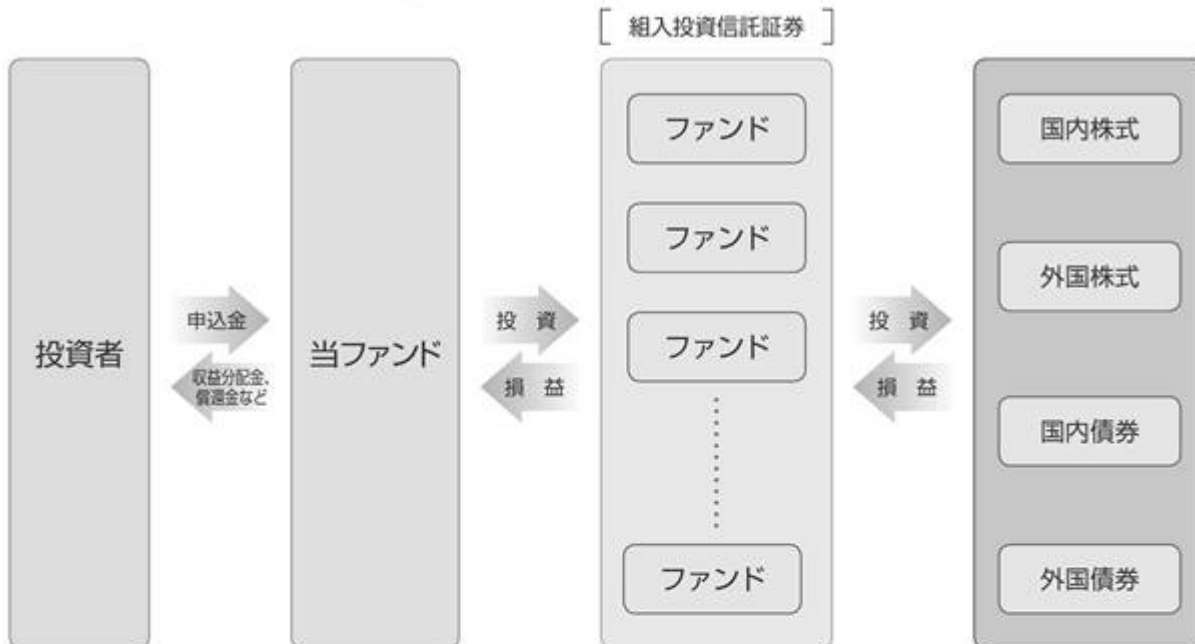 [ 組入投資信託証券 ]
投資者
申込金
収益分配金、
償還金など
当ファンド
投 資
損 益
ファンド
ファンド
ファンド
ファンド
投 資
損 益
国内株式
外国株式
国内債券
外国債券